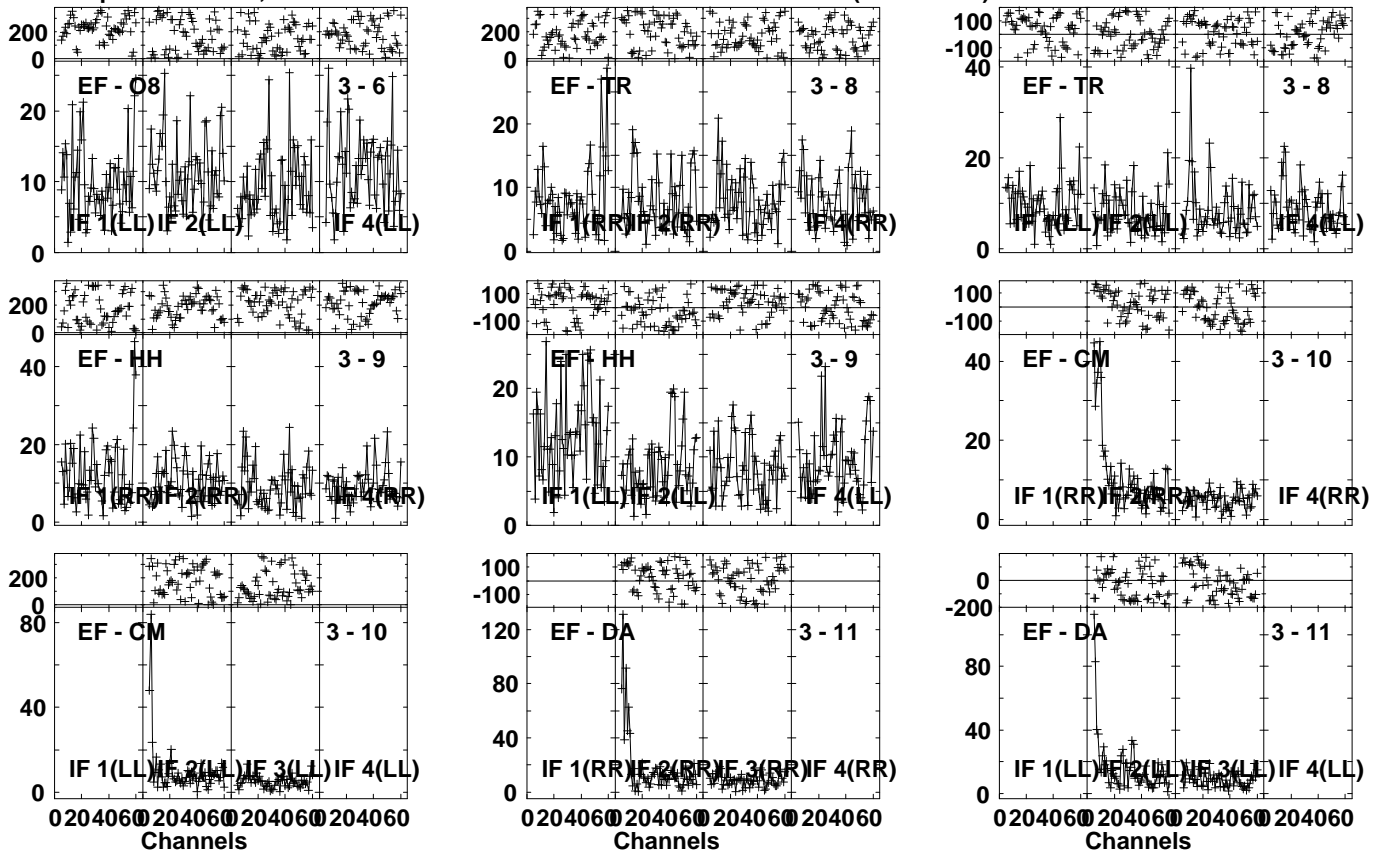 200
0
EF - O8
3 - 6
20
10
0
IF 1(LL)
IF 2(LL)
IF 4(LL)
200
0
EF - TR
3 - 8
20
10
0
IF 1(RR)
IF 2(RR)
IF 4(RR)
100
-100
40
EF - TR
3 - 8
20
0
IF 1(LL)
IF 2(LL)
IF 4(LL)
200
0
EF - HH
3 - 9
40
20
0
IF 1(RR)
IF 2(RR)
IF 4(RR)
100
-100
EF - HH
3 - 9
20
10
0
IF 1(LL)
IF 2(LL)
IF 4(LL)
100
-100
EF - CM
3 - 10
40
20
0
IF 1(RR)
IF 2(RR)
IF 4(RR)
200
0
80
EF - CM
3 - 10
40
0
IF 1(LL)
IF 2(LL)
IF 3(LL)
IF 4(LL)
0 20 40 60 0 20 40 60 0 20 40 60 0 20 40 60
Channels
100
-100
120
EF - DA
3 - 11
80
40
0
IF 1(RR)
IF 2(RR)
IF 3(RR)
IF 4(RR)
0 20 40 60 0 20 40 60 0 20 40 60 0 20 40 60
Channels
0
-200
EF - DA
3 - 11
80
40
0
IF 1(LL)
IF 2(LL)
IF 3(LL)
IF 4(LL)
0 20 40 60 0 20 40 60 0 20 40 60 0 20 40 60
Channels